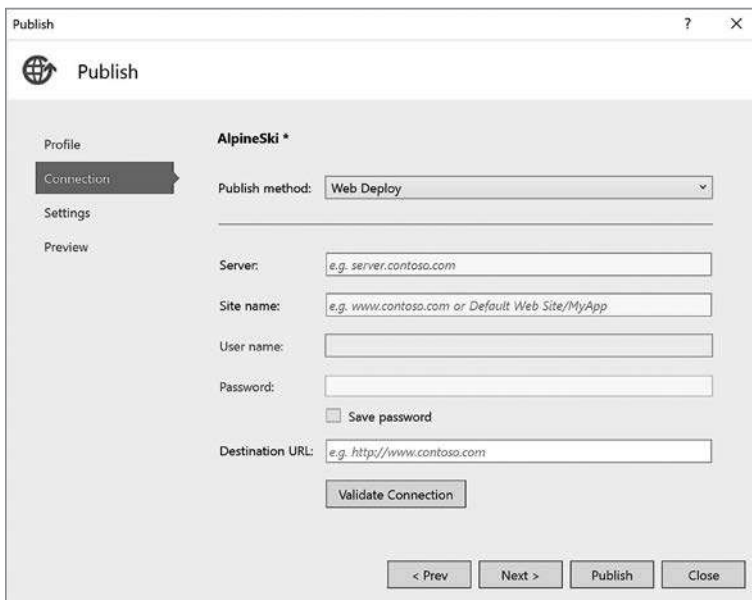 Publish ? ×
Publish
Profile
Connection
Settings
Preview
AlpineSki *
Publish method: Web Deploy
Server: e.g. server.contoso.com
Site name: e.g. www.contoso.com or Default Web Site/MyApp
User name:
Password:
Save password
Destination URL: e.g. http://www.contoso.com
Validate Connection
< Prev Next > Publish Close